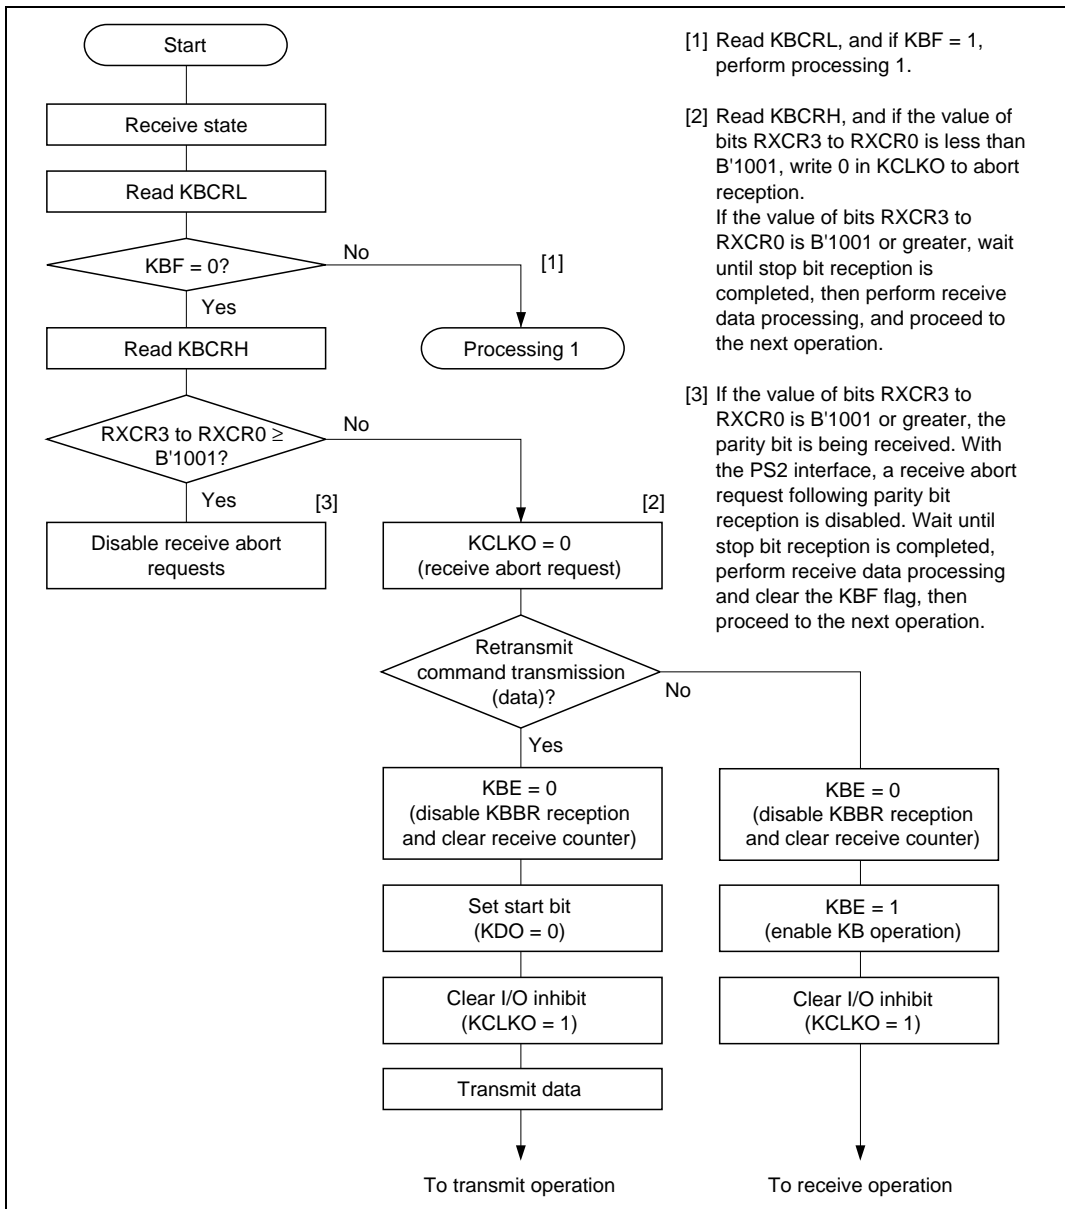 Start
Receive state
Read KBCRL
KBF = 0?
No
[1]
Yes
Processing 1
Read KBCRH
RXCR3 to RXCR0 ≥
B'1001?
No
Yes
[3]
Disable receive abort
requests
[2]
KCLKO = 0
(receive abort request)
Retransmit
command transmission
(data)?
No
Yes
KBE = 0
(disable KBBR reception
and clear receive counter)
Set start bit
(KDO = 0)
Clear I/O inhibit
(KCLKO = 1)
Transmit data
To transmit operation
KBE = 0
(disable KBBR reception
and clear receive counter)
KBE = 1
(enable KB operation)
Clear I/O inhibit
(KCLKO = 1)
To receive operation
[1] Read KBCRL, and if KBF = 1,
perform processing 1.
[2] Read KBCRH, and if the value of
bits RXCR3 to RXCR0 is less than
B'1001, write 0 in KCLKO to abort
reception.
If the value of bits RXCR3 to
RXCR0 is B'1001 or greater, wait
until stop bit reception is
completed, then perform receive
data processing, and proceed to
the next operation.
[3] If the value of bits RXCR3 to
RXCR0 is B'1001 or greater, the
parity bit is being received. With
the PS2 interface, a receive abort
request following parity bit
reception is disabled. Wait until
stop bit reception is completed,
perform receive data processing
and clear the KBF flag, then
proceed to the next operation.